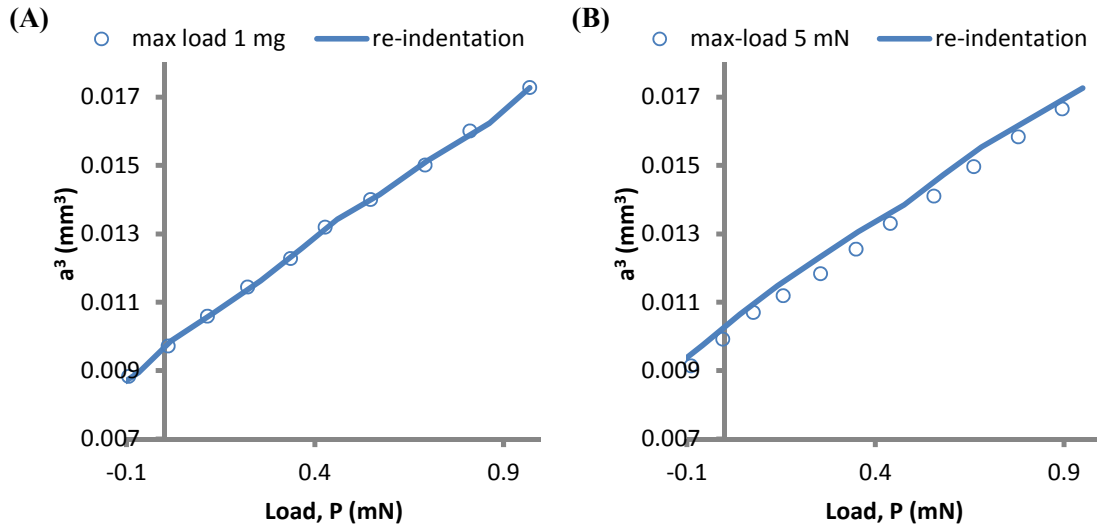 (A)
max load 1 mg re-indentation
0.017
0.015
0.013
0.011
0.009
0.007
a³ (mm³)
-0.1 0.4 0.9
Load, P (mN)
(B)
max-load 5 mN re-indentation
0.017
0.015
0.013
0.011
0.009
0.007
a³ (mm³)
-0.1 0.4 0.9
Load, P (mN)